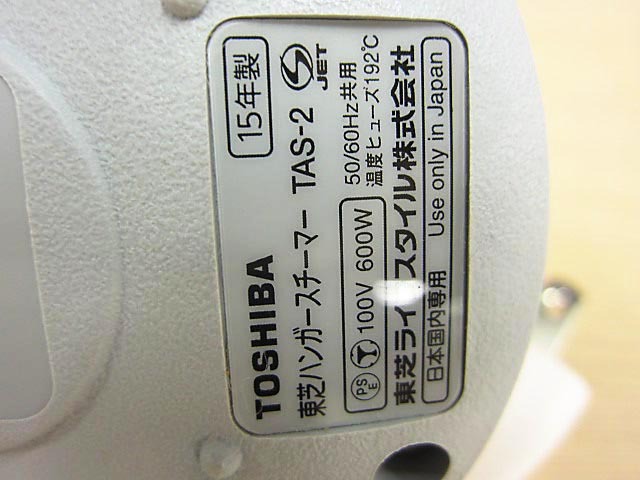 TOSHIBA 15年製
東芝ハンガースチーマー TAS-2 JET
PSE 100V 600W 50/60Hz共用
温度ヒューズ192℃
東芝ライフスタイル株式会社
日本国内専用 Use only in Japan